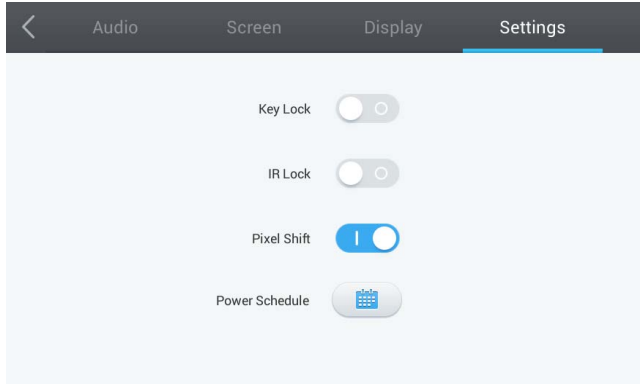 Audio Screen Display Settings
Key Lock
IR Lock
Pixel Shift
Power Schedule